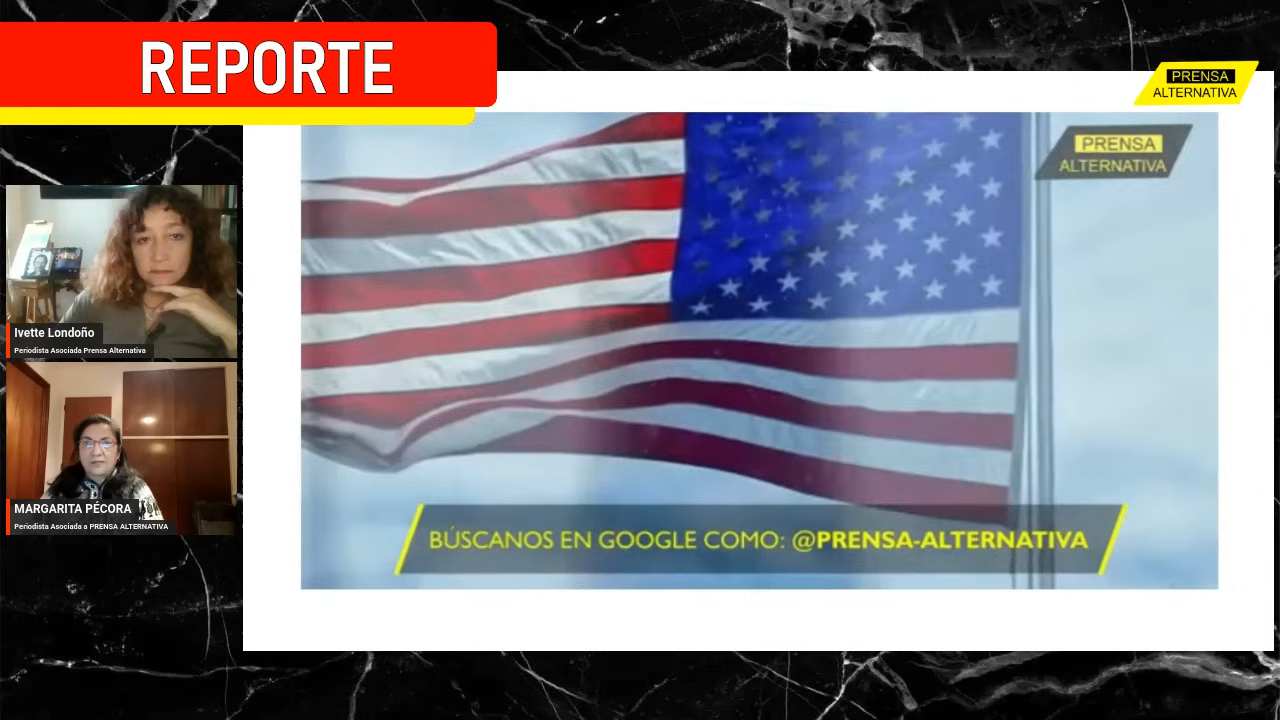 REPORTE
PRENSA
ALTERNATIVA
PRENSA
ALTERNATIVA
Ivette Londoño
Periodista Asociada Prensa Alternativa
MARGARITA PÉCORA
Periodista Asociada a PRENSA ALTERNATIVA
BÚSCANOS EN GOOGLE COMO: @PRENSA-ALTERNATIVA